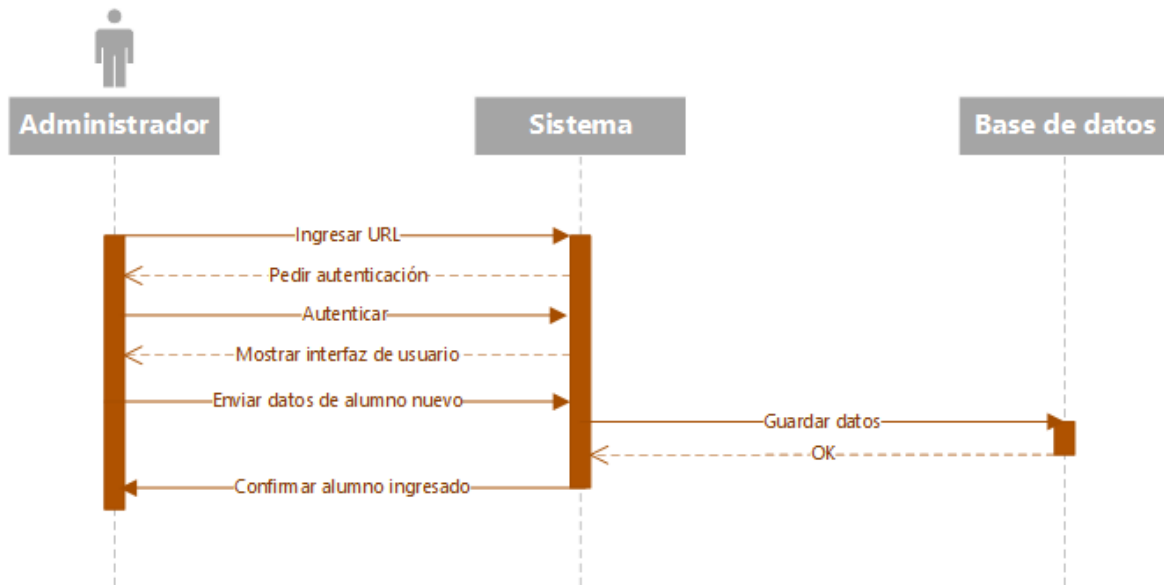 Administrador
Sistema
Base de datos
Ingresar URL
Pedir autenticación
Autenticar
Mostrar interfaz de usuario
Enviar datos de alumno nuevo
Guardar datos
OK
Confirmar alumno ingresado